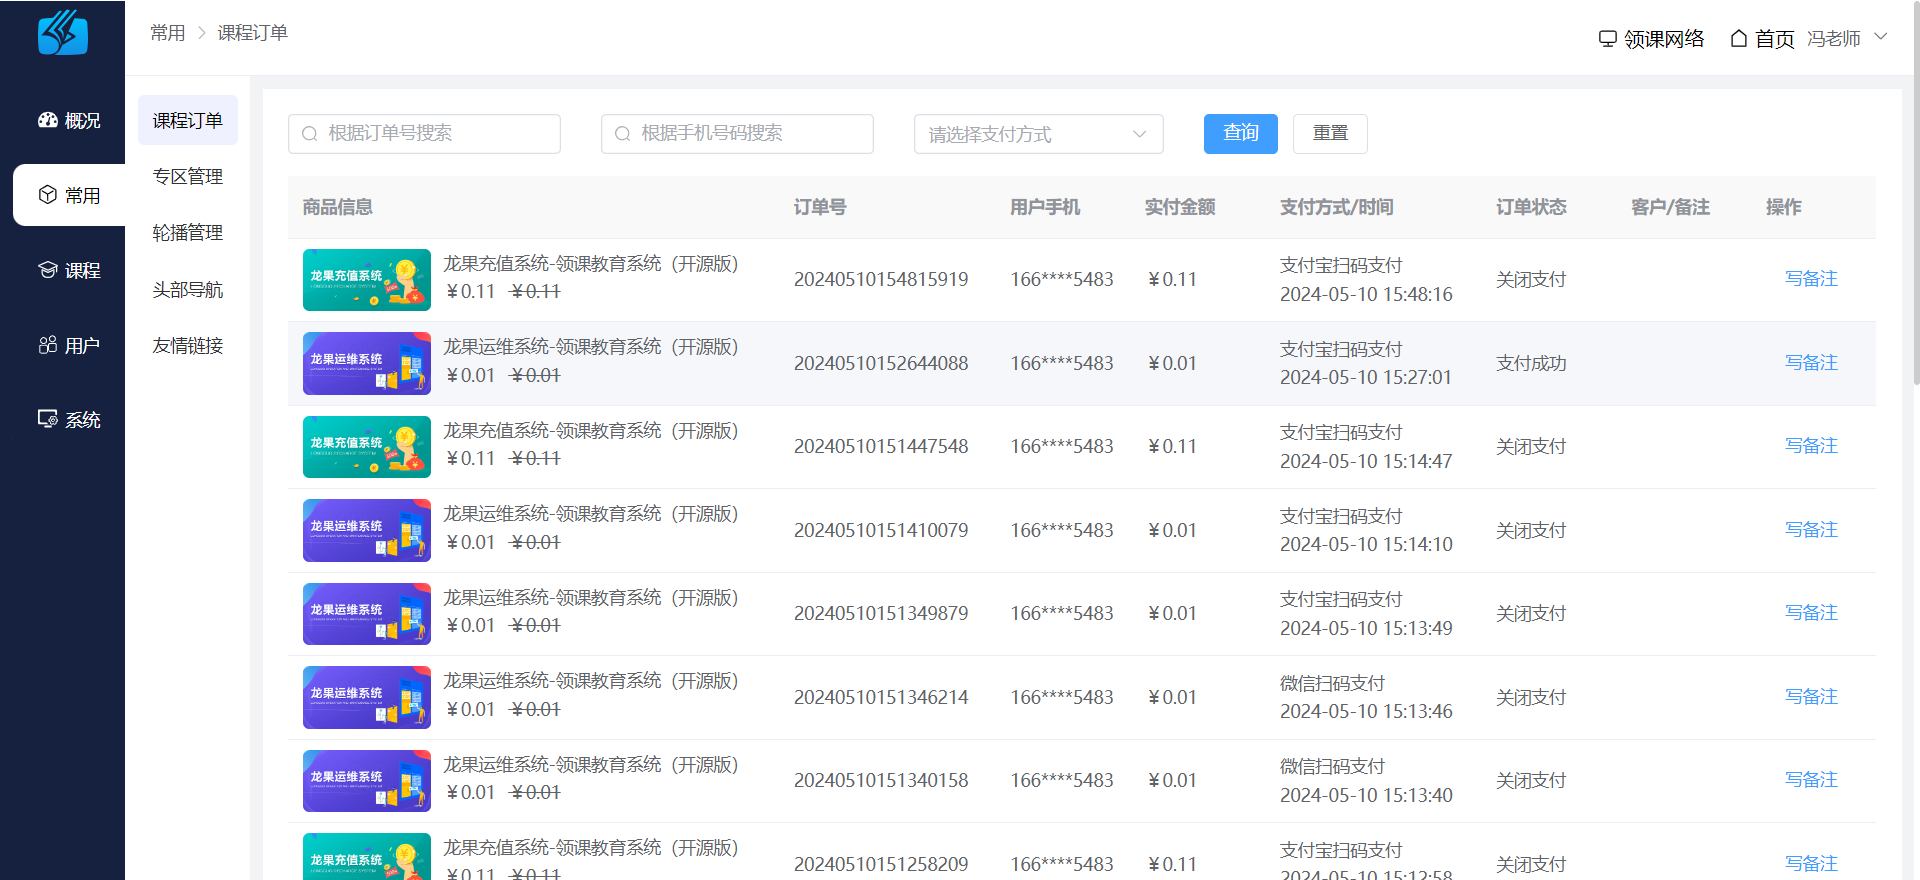 常用 > 课程订单
领课网络 首页 冯老师
概况
常用
课程
用户
系统
课程订单
专区管理
轮播管理
头部导航
友情链接
根据订单号搜索 根据手机号码搜索 请选择支付方式 查询 重置
商品信息 订单号 用户手机 实付金额 支付方式/时间 订单状态 客户/备注 操作
龙果充值系统
龙果充值系统-领课教育系统（开源版）
¥0.11 ¥0.11
20240510154815919 166****5483 ¥0.11
支付宝扫码支付
2024-05-10 15:48:16
关闭支付 写备注
龙果运维系统
龙果运维系统-领课教育系统（开源版）
¥0.01 ¥0.01
20240510152644088 166****5483 ¥0.01
支付宝扫码支付
2024-05-10 15:27:01
支付成功 写备注
龙果充值系统
龙果充值系统-领课教育系统（开源版）
¥0.11 ¥0.11
20240510151447548 166****5483 ¥0.11
支付宝扫码支付
2024-05-10 15:14:47
关闭支付 写备注
龙果运维系统
龙果运维系统-领课教育系统（开源版）
¥0.01 ¥0.01
20240510151410079 166****5483 ¥0.01
支付宝扫码支付
2024-05-10 15:14:10
关闭支付 写备注
龙果运维系统
龙果运维系统-领课教育系统（开源版）
¥0.01 ¥0.01
20240510151349879 166****5483 ¥0.01
支付宝扫码支付
2024-05-10 15:13:49
关闭支付 写备注
龙果运维系统
龙果运维系统-领课教育系统（开源版）
¥0.01 ¥0.01
20240510151346214 166****5483 ¥0.01
微信扫码支付
2024-05-10 15:13:46
关闭支付 写备注
龙果运维系统
龙果运维系统-领课教育系统（开源版）
¥0.01 ¥0.01
20240510151340158 166****5483 ¥0.01
微信扫码支付
2024-05-10 15:13:40
关闭支付 写备注
龙果充值系统
龙果充值系统-领课教育系统（开源版）
¥0.11 ¥0.11
20240510151258209 166****5483 ¥0.11
支付宝扫码支付
2024-05-10 15:12:58
关闭支付 写备注